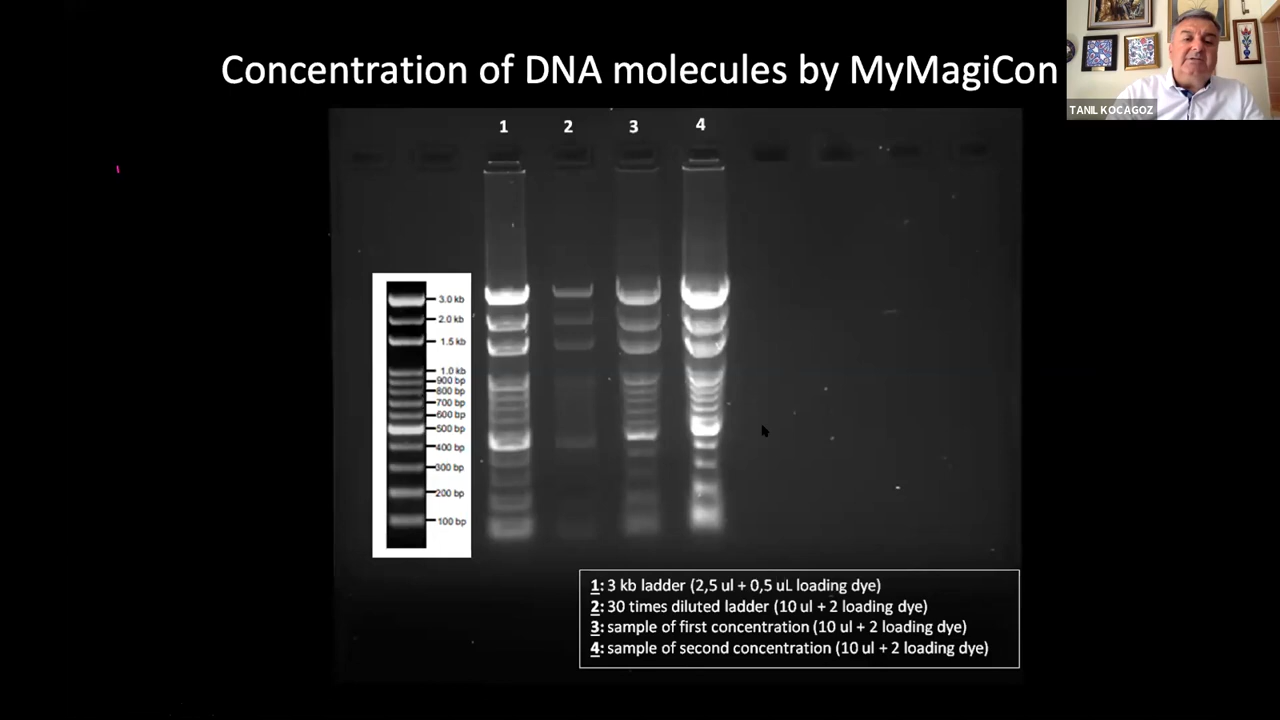 Concentration of DNA molecules by MyMagiCon
TANIL KOCAGOZ
1 2 3 4
3.0 kb
2.0 kb
1.5 kb
1.0 kb
900 bp
800 bp
700 bp
600 bp
500 bp
400 bp
300 bp
200 bp
100 bp
1: 3 kb ladder (2,5 ul + 0,5 uL loading dye)
2: 30 times diluted ladder (10 ul + 2 loading dye)
3: sample of first concentration (10 ul + 2 loading dye)
4: sample of second concentration (10 ul + 2 loading dye)